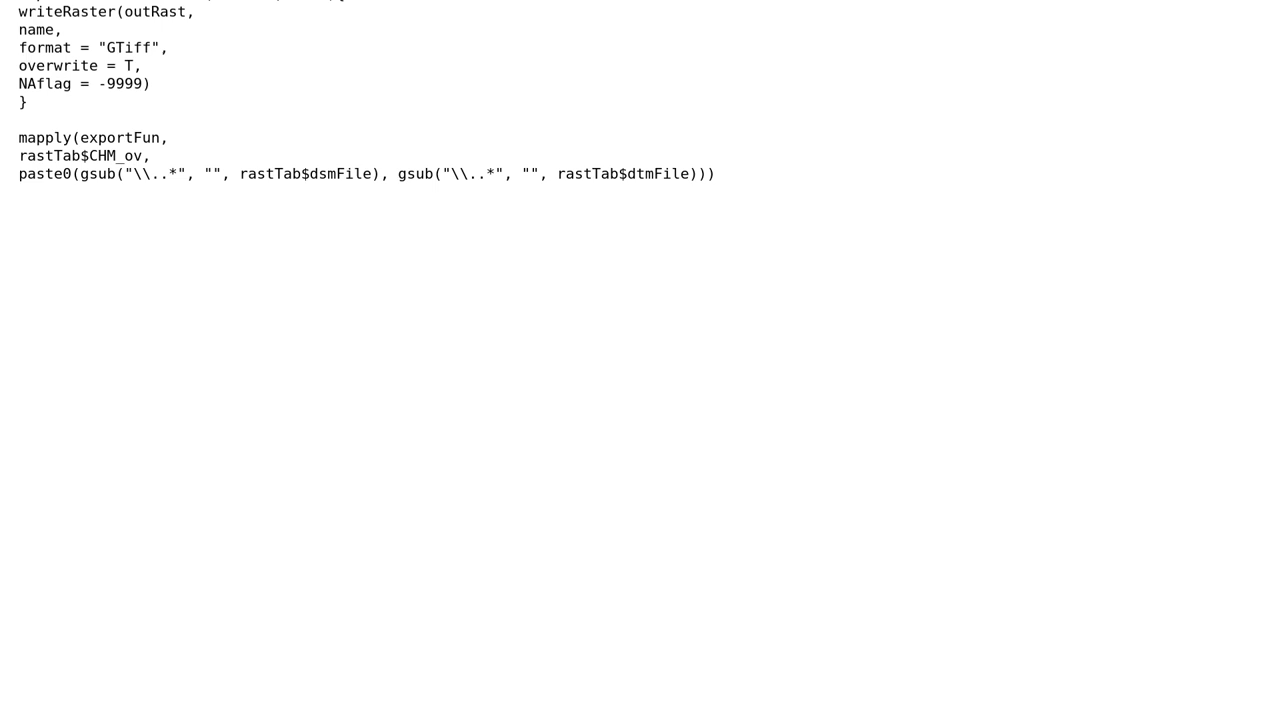 writeRaster(outRast,
name,
format = "GTiff",
overwrite = T,
NAflag = -9999)
}
mapply(exportFun,
rastTab$CHM_ov,
paste0(gsub("\\..*", "", rastTab$dsmFile), gsub("\\..*", "", rastTab$dtmFile)))